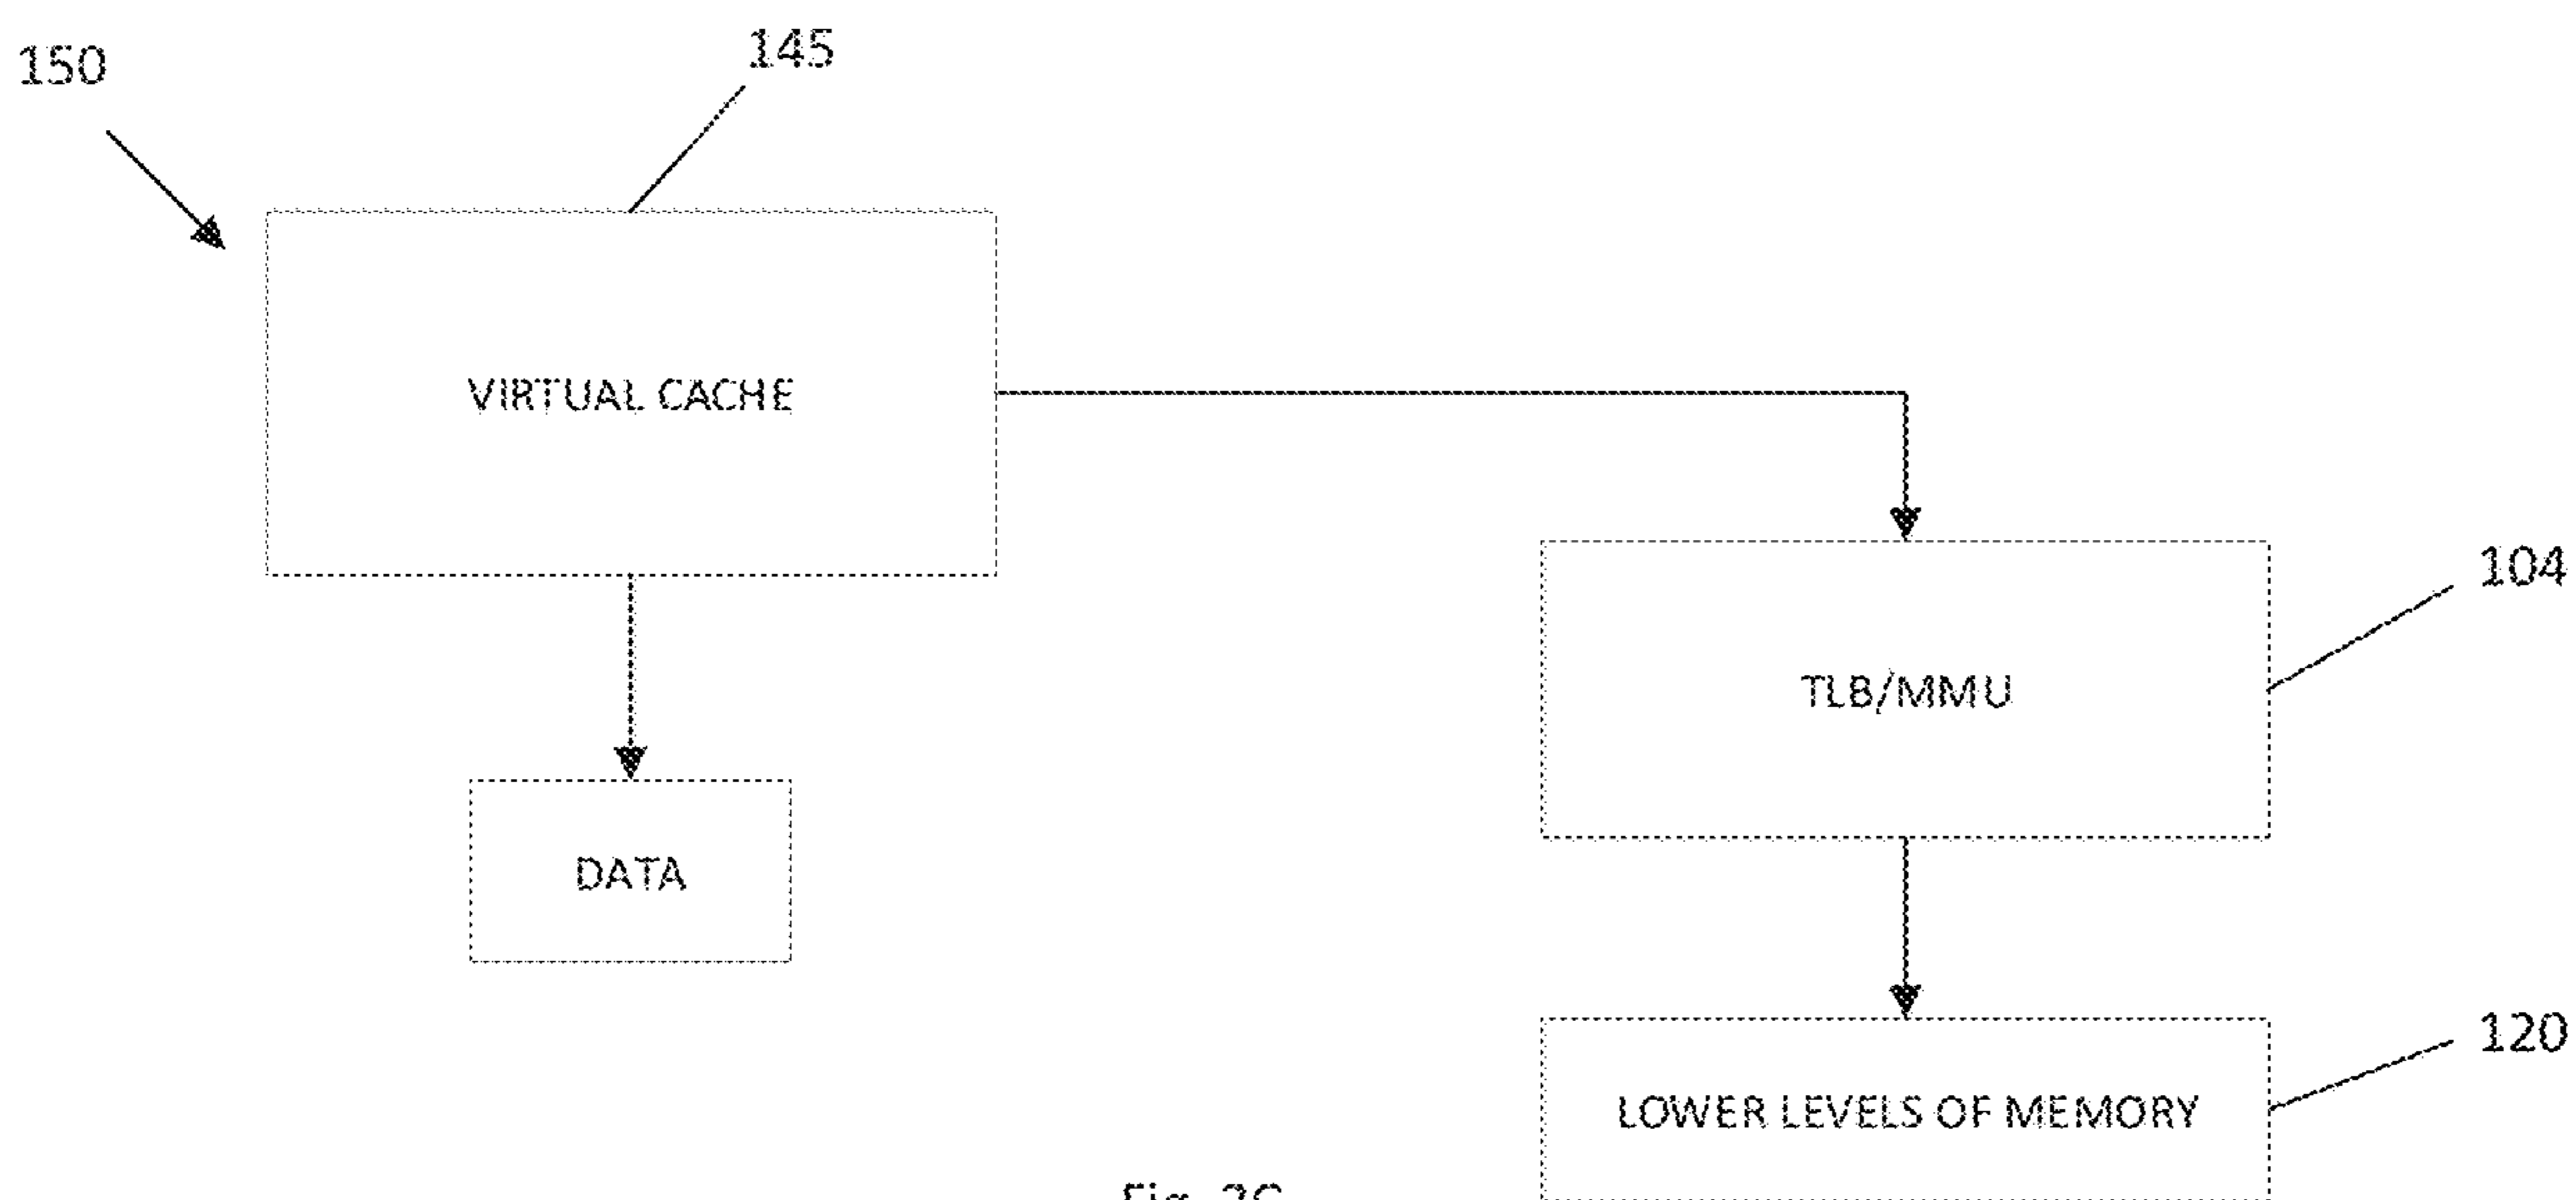 150
145
VIRTUAL CACHE
104
TLB/MMU
DATA
120
LOWER LEVELS OF MEMORY